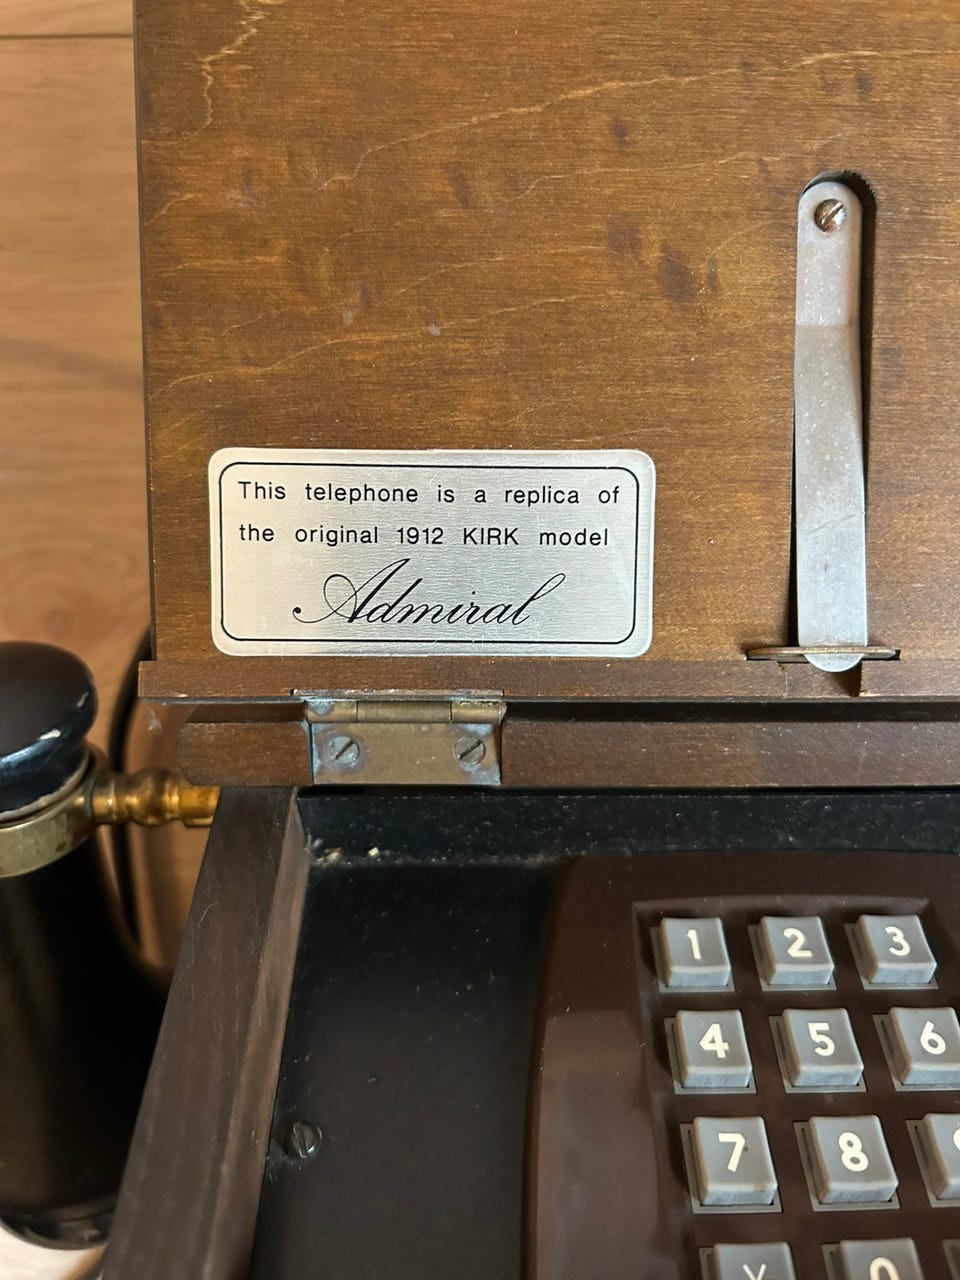 This telephone is a replica of
the original 1912 KIRK model
Admiral
1 2 3
4 5 6
7 8